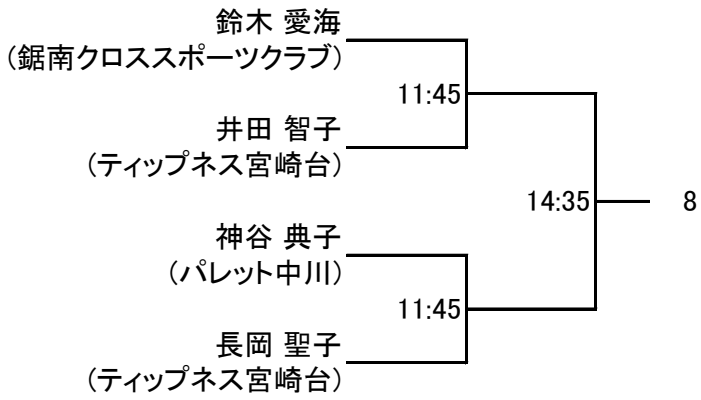 鈴木 愛海
(鋸南クロススポーツクラブ)
11:45
井田 智子
(ティップネス宮崎台)
14:35
8
神谷 典子
(パレット中川)
11:45
長岡 聖子
(ティップネス宮崎台)